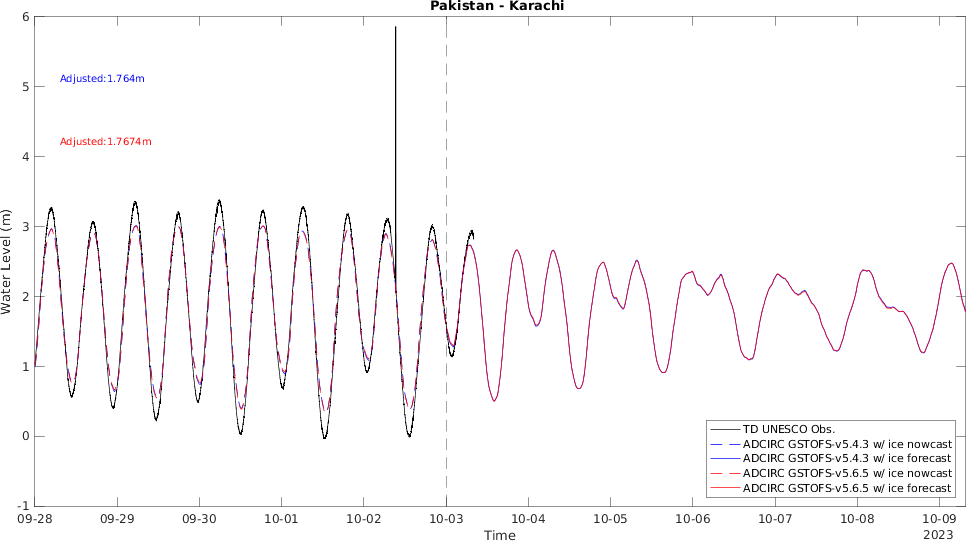 Pakistan - Karachi
6
5
4
3
2
1
0
-1
Water Level (m)
Adjusted:1.764m
Adjusted:1.7674m
TD UNESCO Obs.
ADCIRC GSTOFS-v5.4.3 w/ ice nowcast
ADCIRC GSTOFS-v5.4.3 w/ ice forecast
ADCIRC GSTOFS-v5.6.5 w/ ice nowcast
ADCIRC GSTOFS-v5.6.5 w/ ice forecast
09-28 09-29 09-30 10-01 10-02 10-03 10-04 10-05 10-06 10-07 10-08 10-09
Time
2023